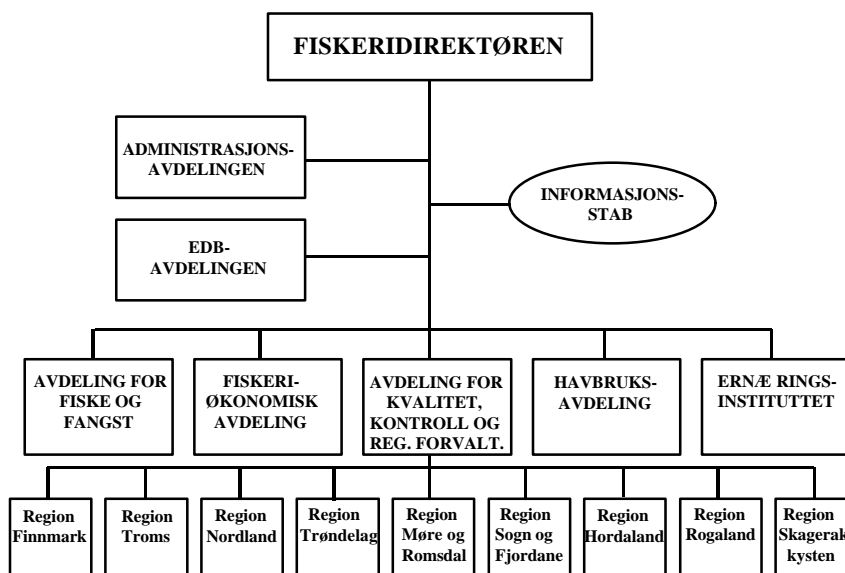 FISKERIDIREKTØREN
ADMINISTRASJONS-
AVDELINGEN
INFORMASJONS-
STAB
EDB-
AVDELINGEN
AVDELING FOR
FISKE OG
FANGST
FISKERI-
ØKONOMISK
AVDELING
AVDELING FOR
KVALITET,
KONTROLL OG
REG. FORVALT.
HAVBRUKS-
AVDELING
ERNÆ RINGS-
INSTITUTTET
Region
Finnmark
Region
Troms
Region
Nordland
Region
Trøndelag
Region
Møre og
Romsdal
Region
Sogn og
Fjordane
Region
Hordaland
Region
Rogaland
Region
Skagerak
kysten